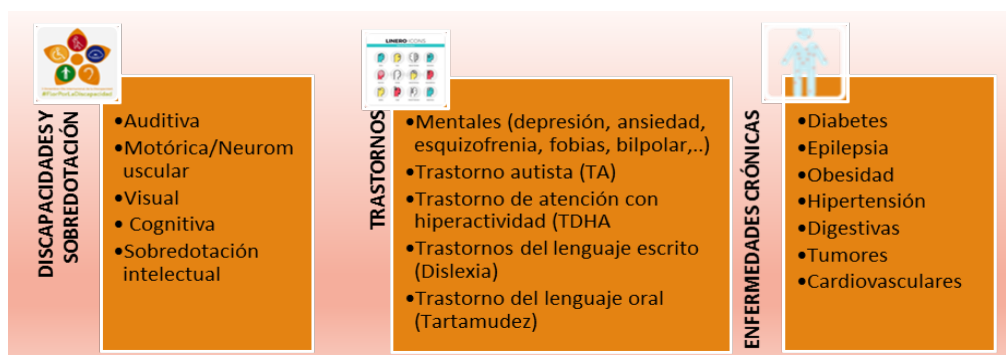 DISCAPACIDADES Y
SOBREDOTACIÓN
•Auditiva
•Motórica/Neurom
uscular
•Visual
• Cognitiva
•Sobredotación
intelectual
LINERO ICONS
TRASTORNOS
•Mentales (depresión, ansiedad,
esquizofrenia, fobias, bilpolar,..)
•Trastorno autista (TA)
•Trastorno de atención con
hiperactividad (TDHA
•Trastornos del lenguaje escrito
(Dislexia)
•Trastorno del lenguaje oral
(Tartamudez)
ENFERMEDADES CRÓNICAS
•Diabetes
•Epilepsia
•Obesidad
•Hipertensión
•Digestivas
•Tumores
•Cardiovasculares